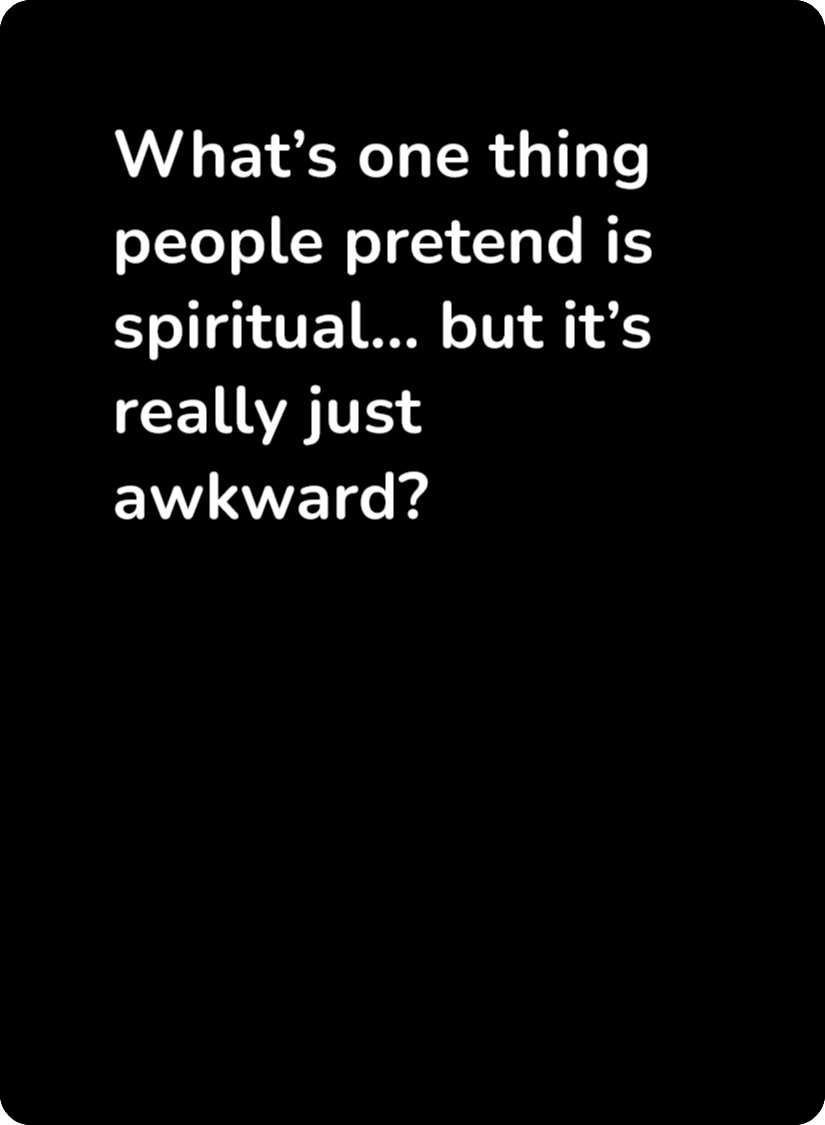 What’s one thing
people pretend is
spiritual... but it’s
really just
awkward?